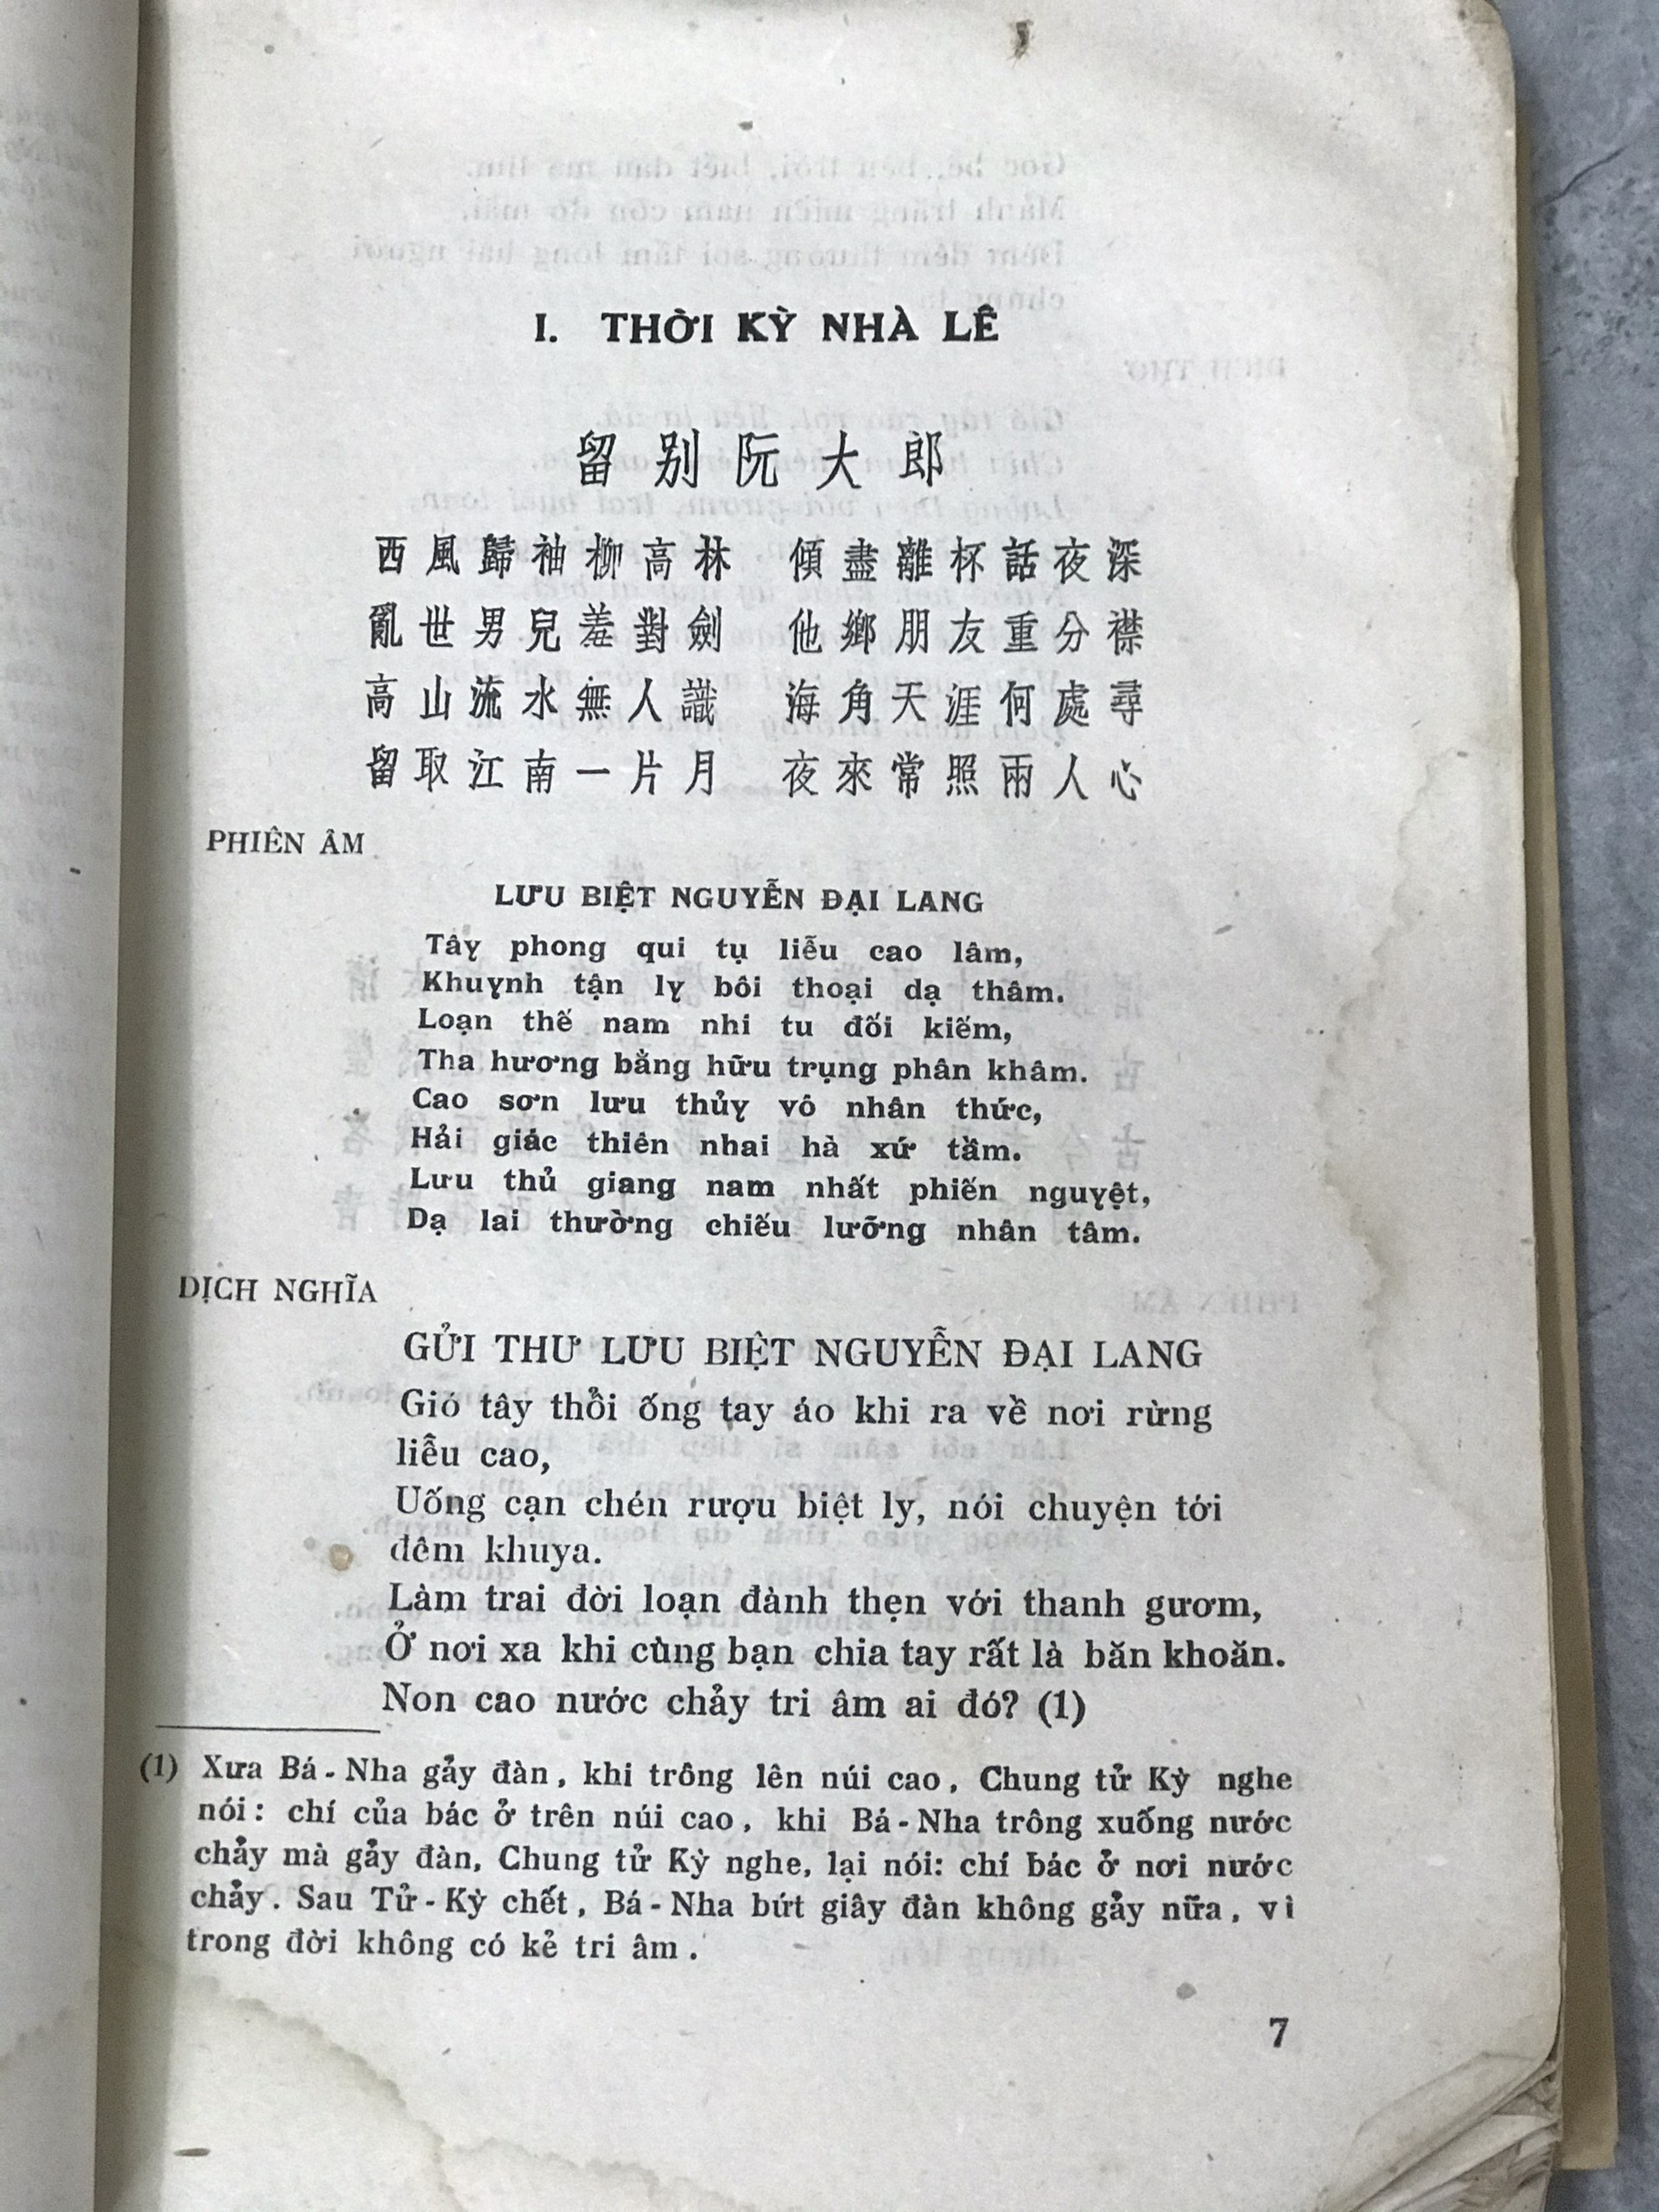 I. THỜI KỲ NHÀ LÊ
留別阮大郎
西風歸袖柳高林 傾盡離杯話夜深
亂世男兒羞對劍 他鄉朋友重分襟
高山流水無人識 海角天涯何處尋
留取江南一片月 夜來常照兩人心
PHIÊN ÂM
LƯU BIỆT NGUYỄN ĐẠI LANG
Tây phong qui tụ liễu cao lâm,
Khuynh tận ly bôi thoại dạ thâm.
Loạn thế nam nhi tu đối kiếm,
Tha hương bằng hữu trụng phân khâm.
Cao sơn lưu thủy vô nhân thức,
Hải giác thiên nhai hà xứ tầm.
Lưu thủ giang nam nhất phiến nguyệt,
Dạ lai thường chiếu lưỡng nhân tâm.
DỊCH NGHĨA
GỬI THƯ LƯU BIỆT NGUYỄN ĐẠI LANG
Gió tây thổi ống tay áo khi ra về nơi rừng
liễu cao,
Uống cạn chén rượu biệt ly, nói chuyện tới
đêm khuya.
Làm trai đời loạn đành thẹn với thanh gươm,
Ở nơi xa khi cùng bạn chia tay rất là băn khoăn.
Non cao nước chảy tri âm ai đó? (1)
(1) Xưa Bá-Nha gẩy đàn, khi trông lên núi cao, Chung tử Kỳ nghe
nói: chí của bác ở trên núi cao, khi Bá-Nha trông xuống nước
chẩy mà gẩy đàn, Chung tử Kỳ nghe, lại nói: chí bác ở nơi nước
chẩy. Sau Tử-Kỳ chết, Bá-Nha bứt giây đàn không gẩy nữa, vì
trong đời không có kẻ tri âm.
7